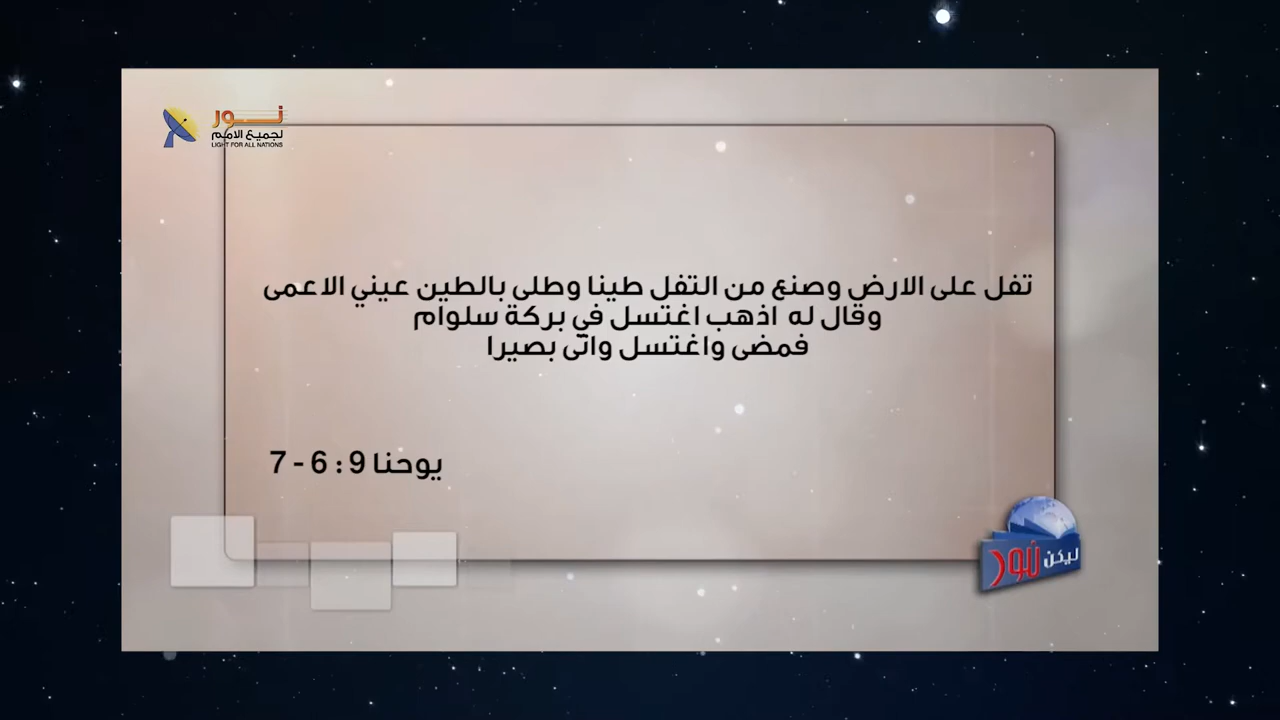 نور
لجميع الامم
LIGHT FOR ALL NATIONS
تفل على الارض وصنع من التفل طينا وطلى بالطين عيني الاعمى
وقال له اذهب اغتسل في بركة سلوام
فمضى واغتسل واتى بصيرا
يوحنا 9 : 6 - 7
ليكن نور